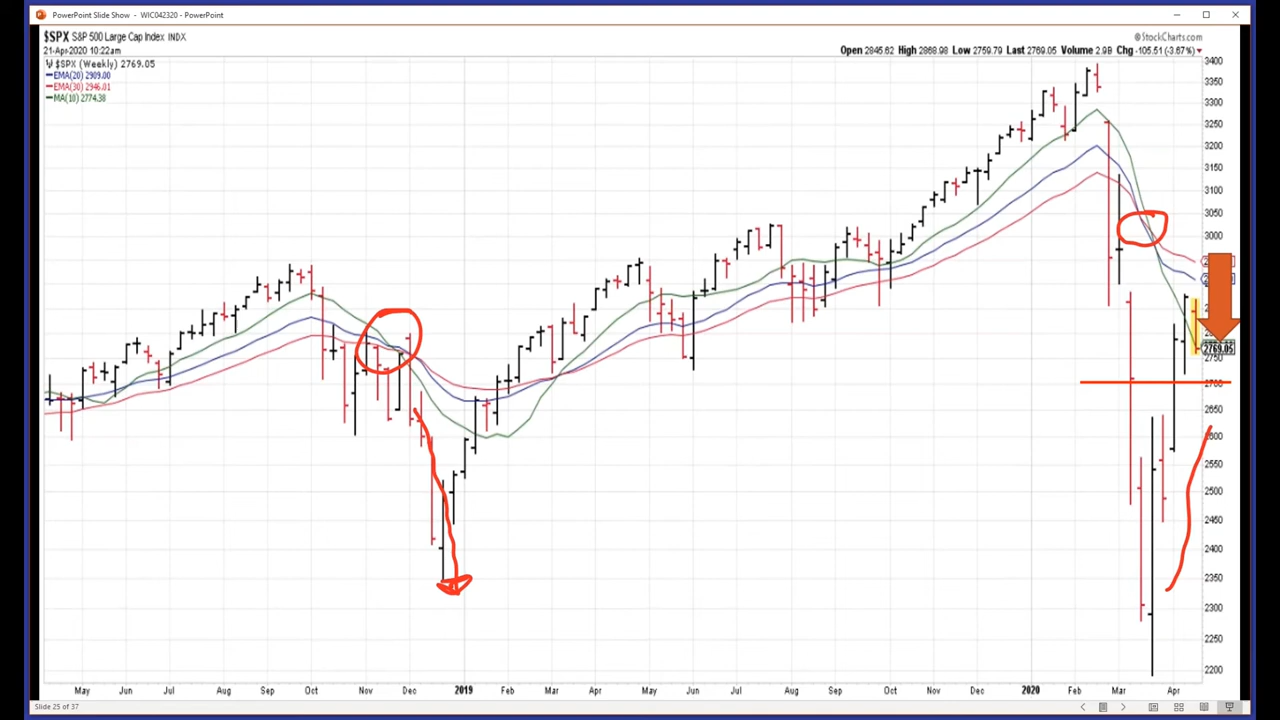 PowerPoint Slide Show - WIC042320 - PowerPoint
$SPX S&P 500 Large Cap Index INDX
© StockCharts.com
21-Apr-2020 10:22am
Open 2845.62 High 2868.98 Low 2759.79 Last 2769.05 Volume 2.9B Chg -105.51 (-3.67%)
$SPX (Weekly) 2769.05
EMA(20) 2909.00
EMA(30) 2946.01
MA(10) 2774.38
3400
3350
3300
3250
3200
3150
3100
3050
3000
2769.05
2750
2700
2650
2600
2550
2500
2450
2400
2350
2300
2250
2200
May Jun Jul Aug Sep Oct Nov Dec 2019 Feb Mar Apr May Jun Jul Aug Sep Oct Nov Dec 2020 Feb Mar Apr
Slide 25 of 37